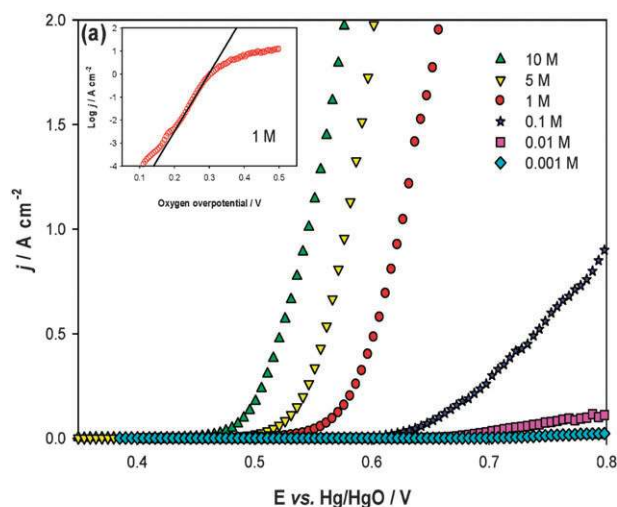 (a)
Log j / A cm⁻²
2
1
0
-1
-2
-3
-4
1 M
0.1 0.2 0.3 0.4 0.5
Oxygen overpotential / V
10 M
5 M
1 M
0.1 M
0.01 M
0.001 M
j / A cm⁻²
2.0
1.5
1.0
0.5
0.0
0.4 0.5 0.6 0.7 0.8
E vs. Hg/HgO / V